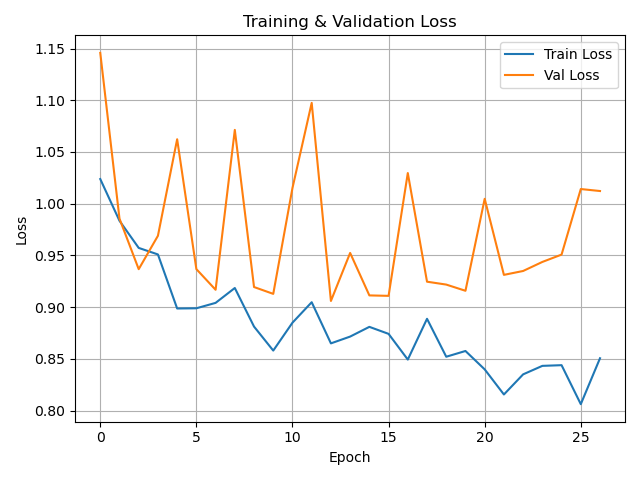 Training & Validation Loss
Train Loss
Val Loss
Loss
1.15
1.10
1.05
1.00
0.95
0.90
0.85
0.80
0 5 10 15 20 25
Epoch